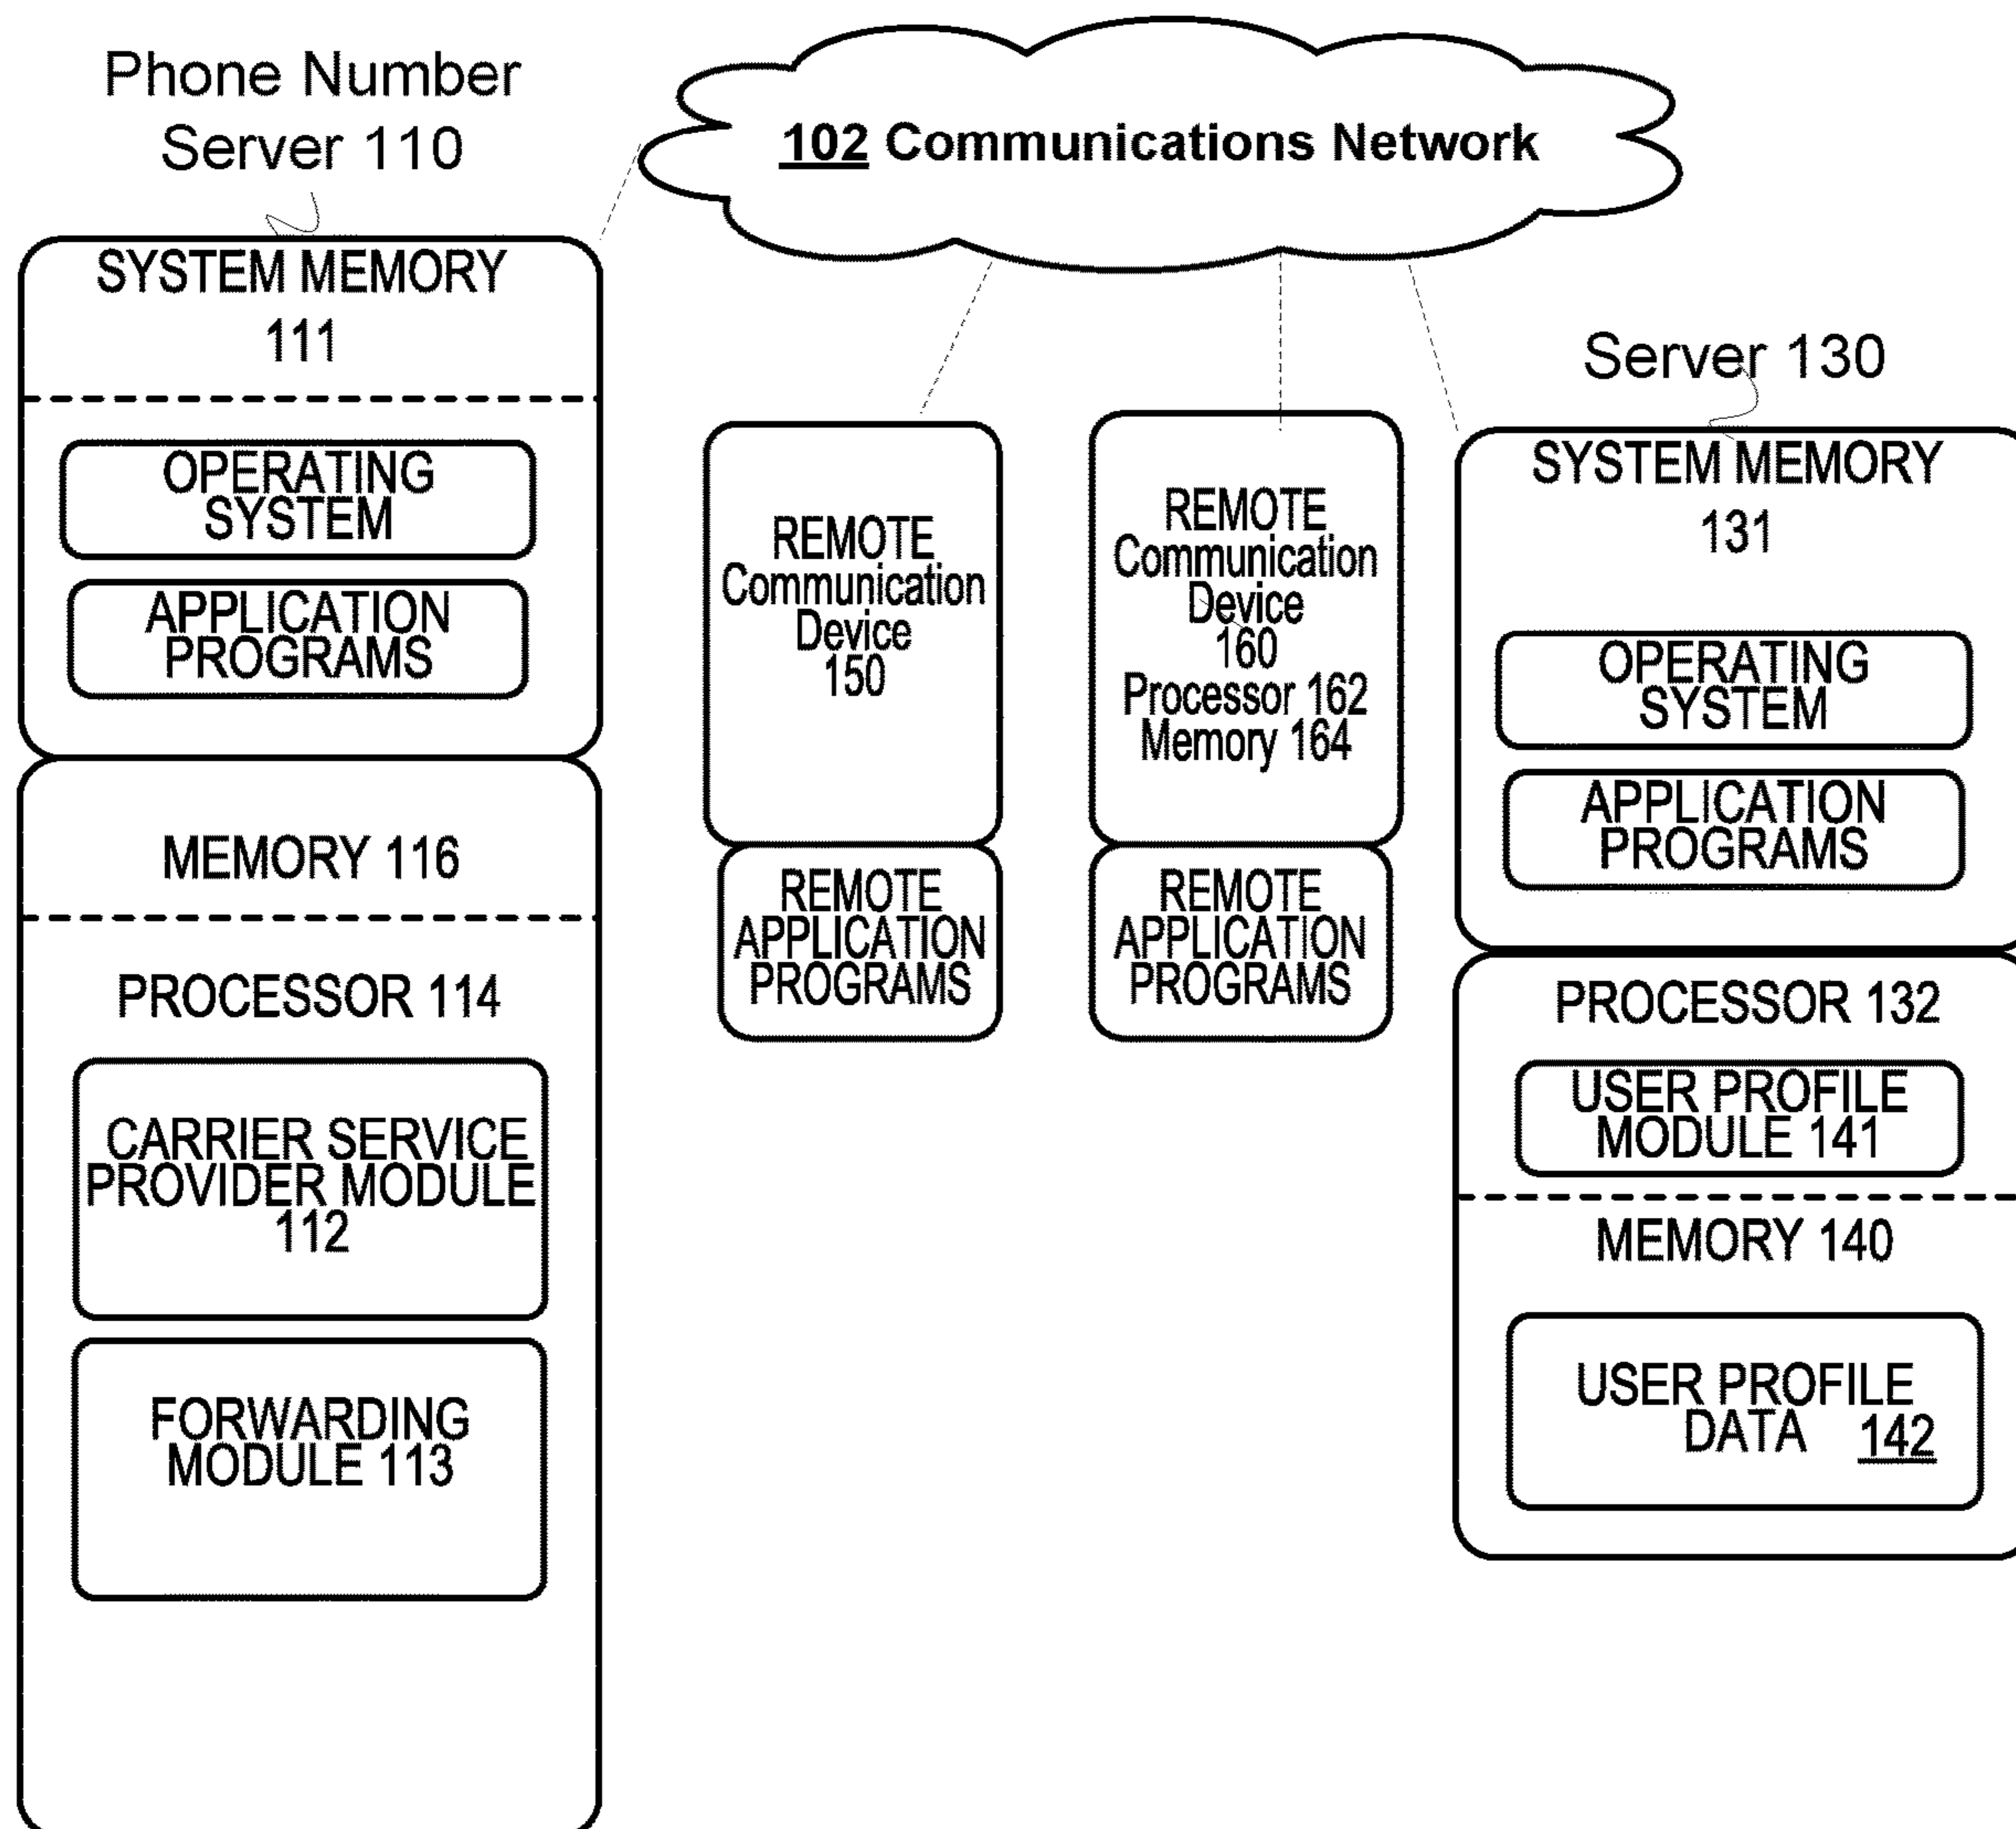 Phone Number
Server 110
102 Communications Network
SYSTEM MEMORY
111
OPERATING
SYSTEM
APPLICATION
PROGRAMS
MEMORY 116
PROCESSOR 114
CARRIER SERVICE
PROVIDER MODULE
112
FORWARDING
MODULE 113
REMOTE
Communication
Device
150
REMOTE
APPLICATION
PROGRAMS
REMOTE
Communication
Device
160
Processor 162
Memory 164
REMOTE
APPLICATION
PROGRAMS
Server 130
SYSTEM MEMORY
131
OPERATING
SYSTEM
APPLICATION
PROGRAMS
PROCESSOR 132
USER PROFILE
MODULE 141
MEMORY 140
USER PROFILE
DATA 142